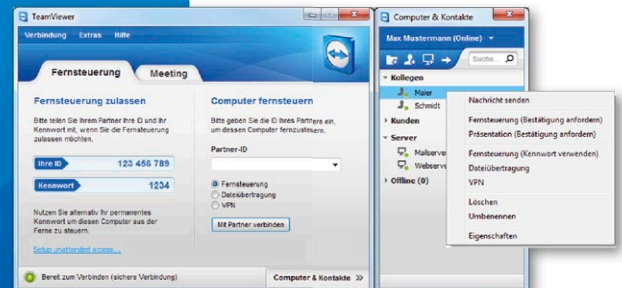 TeamViewer
Verbindung Extras Hilfe
Fernsteuerung Meeting
Fernsteuerung zulassen
Bitte teilen Sie Ihrem Partner Ihre ID und Ihr
Kennwort mit, wenn Sie die Fernsteuerung
zulassen möchten.
Ihre ID 123 456 789
Kennwort 1234
Nutzen Sie alternativ Ihr permanentes
Kennwort um diesen Computer aus der
Ferne zu steuern.
Setup unattended access...
Computer fernsteuern
Bitte geben Sie die ID Ihres Partners ein,
um dessen Computer fernzusteuern.
Partner-ID
Fernsteuerung
Dateiübertragung
VPN
Mit Partner verbinden
Bereit zum Verbinden (sichere Verbindung)
Computer & Kontakte
Computer & Kontakte
Max Mustermann (Online)
Suche...
Kollegen
Maier
Schmidt
Kunden
Server
Mailserve
Webserve
Offline (0)
Nachricht senden
Fernsteuerung (Bestätigung anfordern)
Präsentation (Bestätigung anfordern)
Fernsteuerung (Kennwort verwenden)
Dateiübertragung
VPN
Löschen
Umbenennen
Eigenschaften